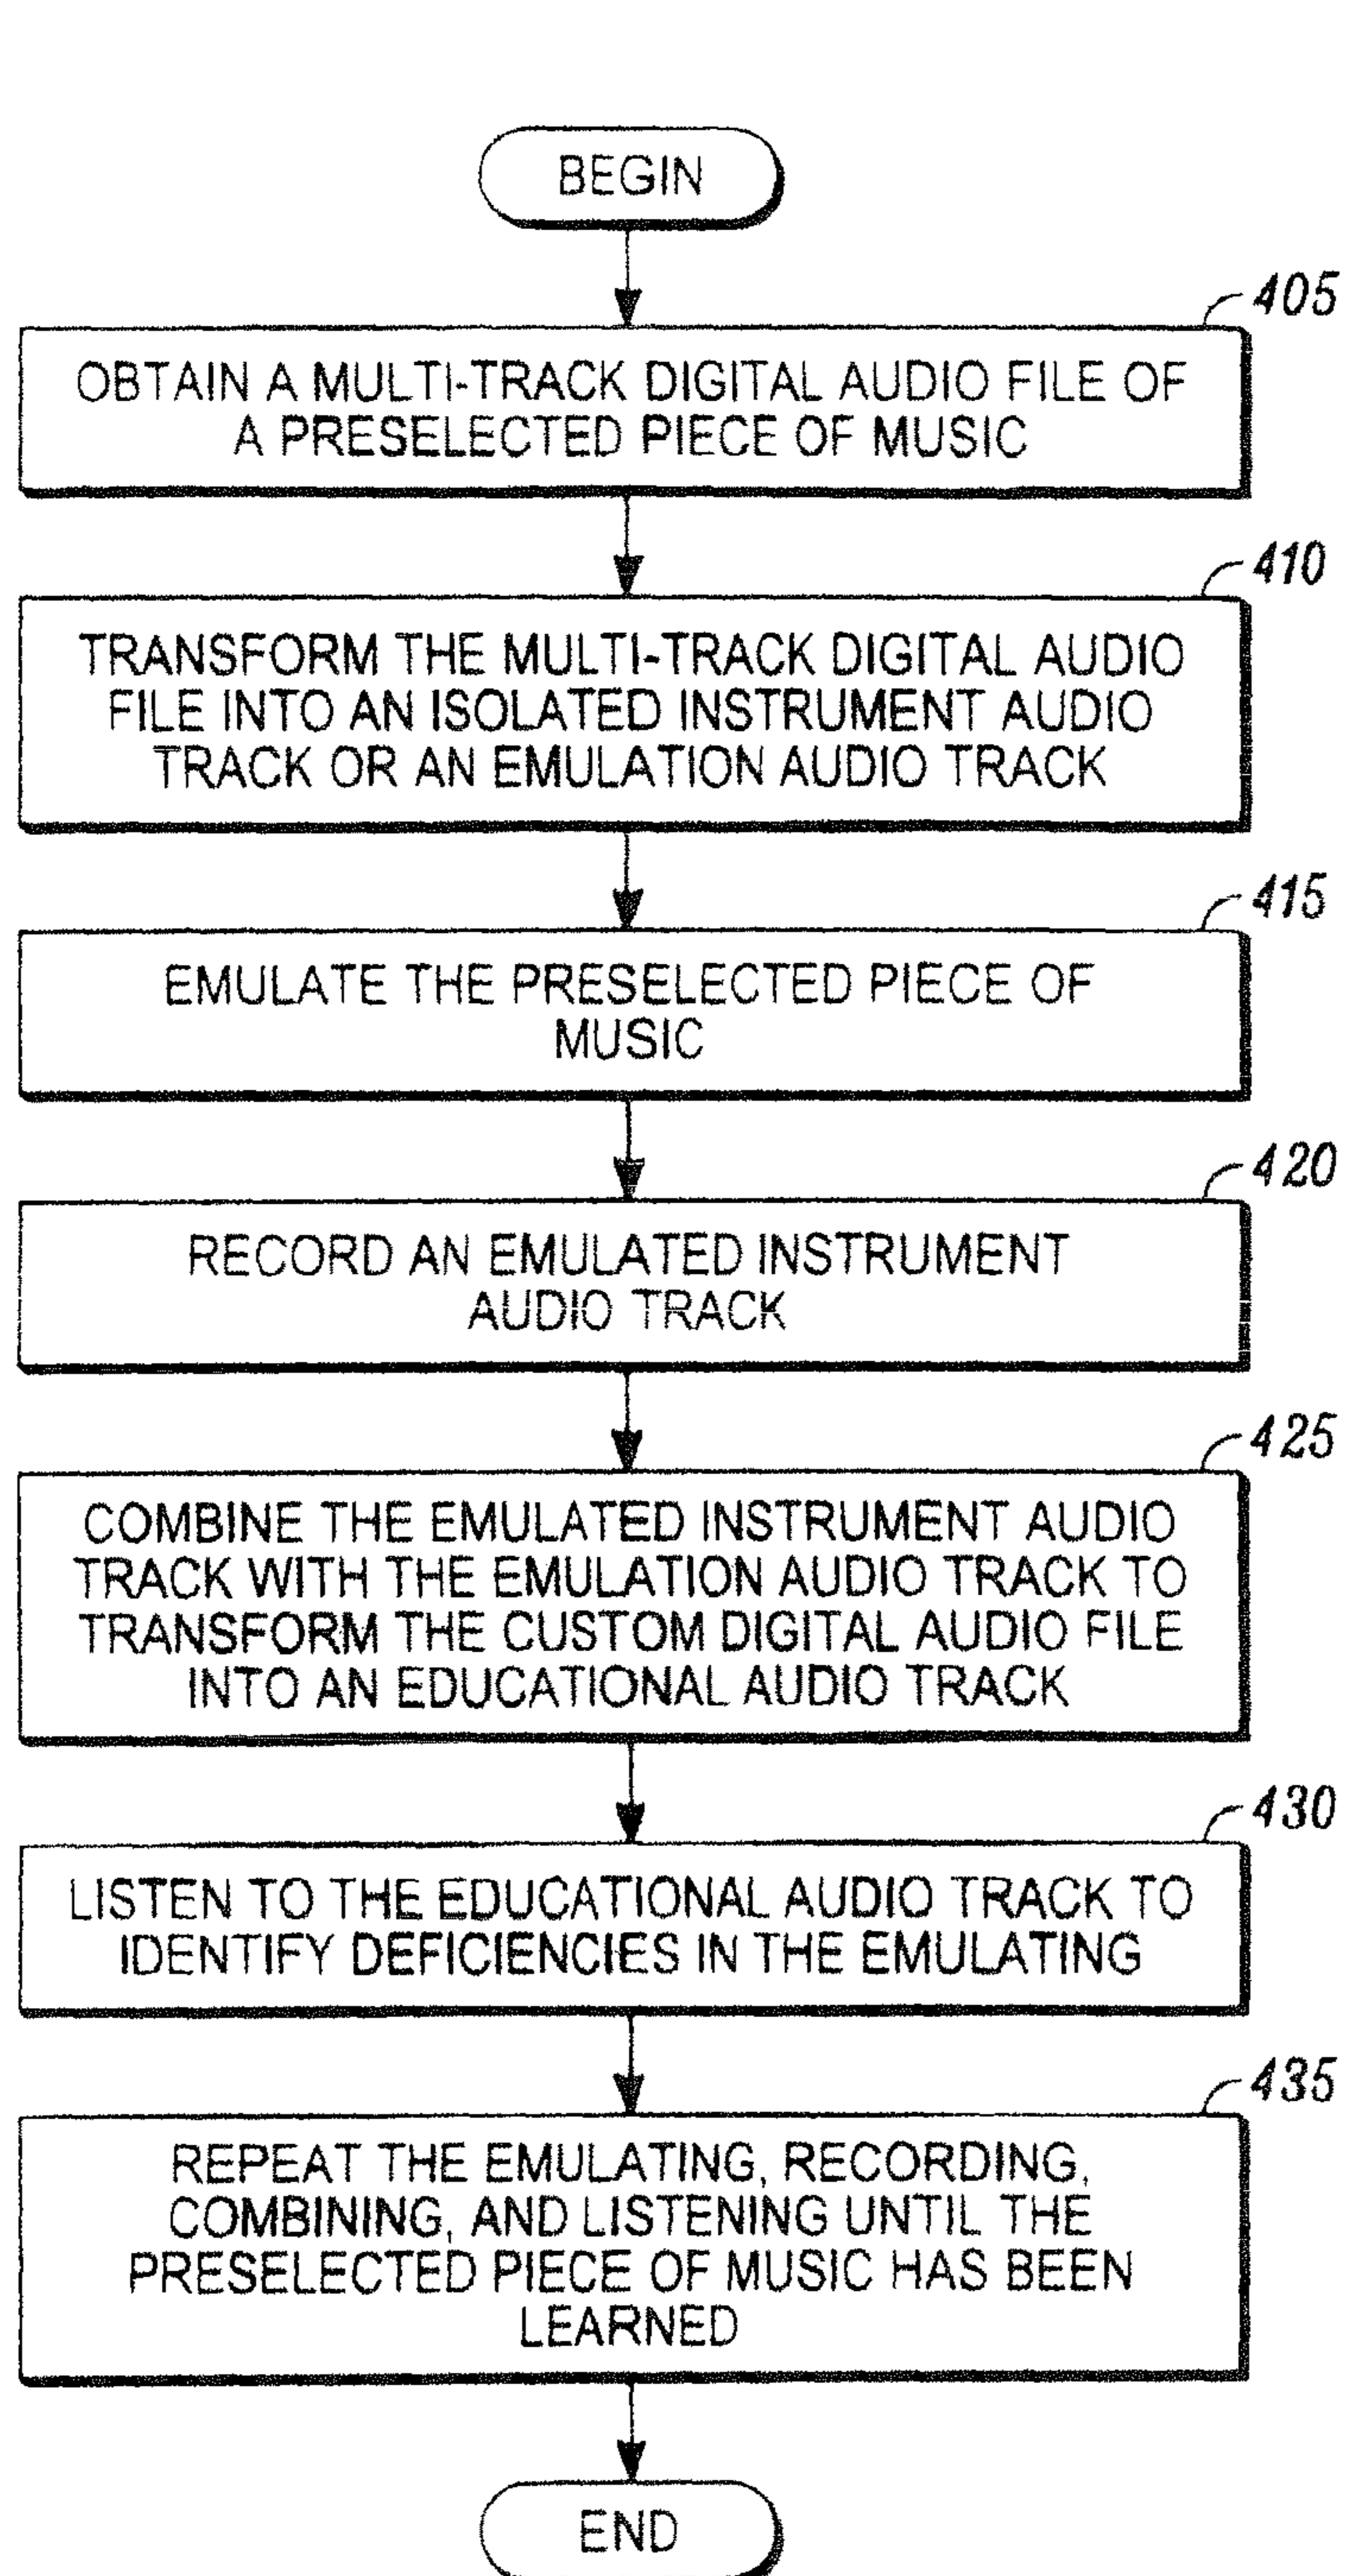 BEGIN
405
OBTAIN A MULTI-TRACK DIGITAL AUDIO FILE OF
A PRESELECTED PIECE OF MUSIC
410
TRANSFORM THE MULTI-TRACK DIGITAL AUDIO
FILE INTO AN ISOLATED INSTRUMENT AUDIO
TRACK OR AN EMULATION AUDIO TRACK
415
EMULATE THE PRESELECTED PIECE OF
MUSIC
420
RECORD AN EMULATED INSTRUMENT
AUDIO TRACK
425
COMBINE THE EMULATED INSTRUMENT AUDIO
TRACK WITH THE EMULATION AUDIO TRACK TO
TRANSFORM THE CUSTOM DIGITAL AUDIO FILE
INTO AN EDUCATIONAL AUDIO TRACK
430
LISTEN TO THE EDUCATIONAL AUDIO TRACK TO
IDENTIFY DEFICIENCIES IN THE EMULATING
435
REPEAT THE EMULATING, RECORDING,
COMBINING, AND LISTENING UNTIL THE
PRESELECTED PIECE OF MUSIC HAS BEEN
LEARNED
END